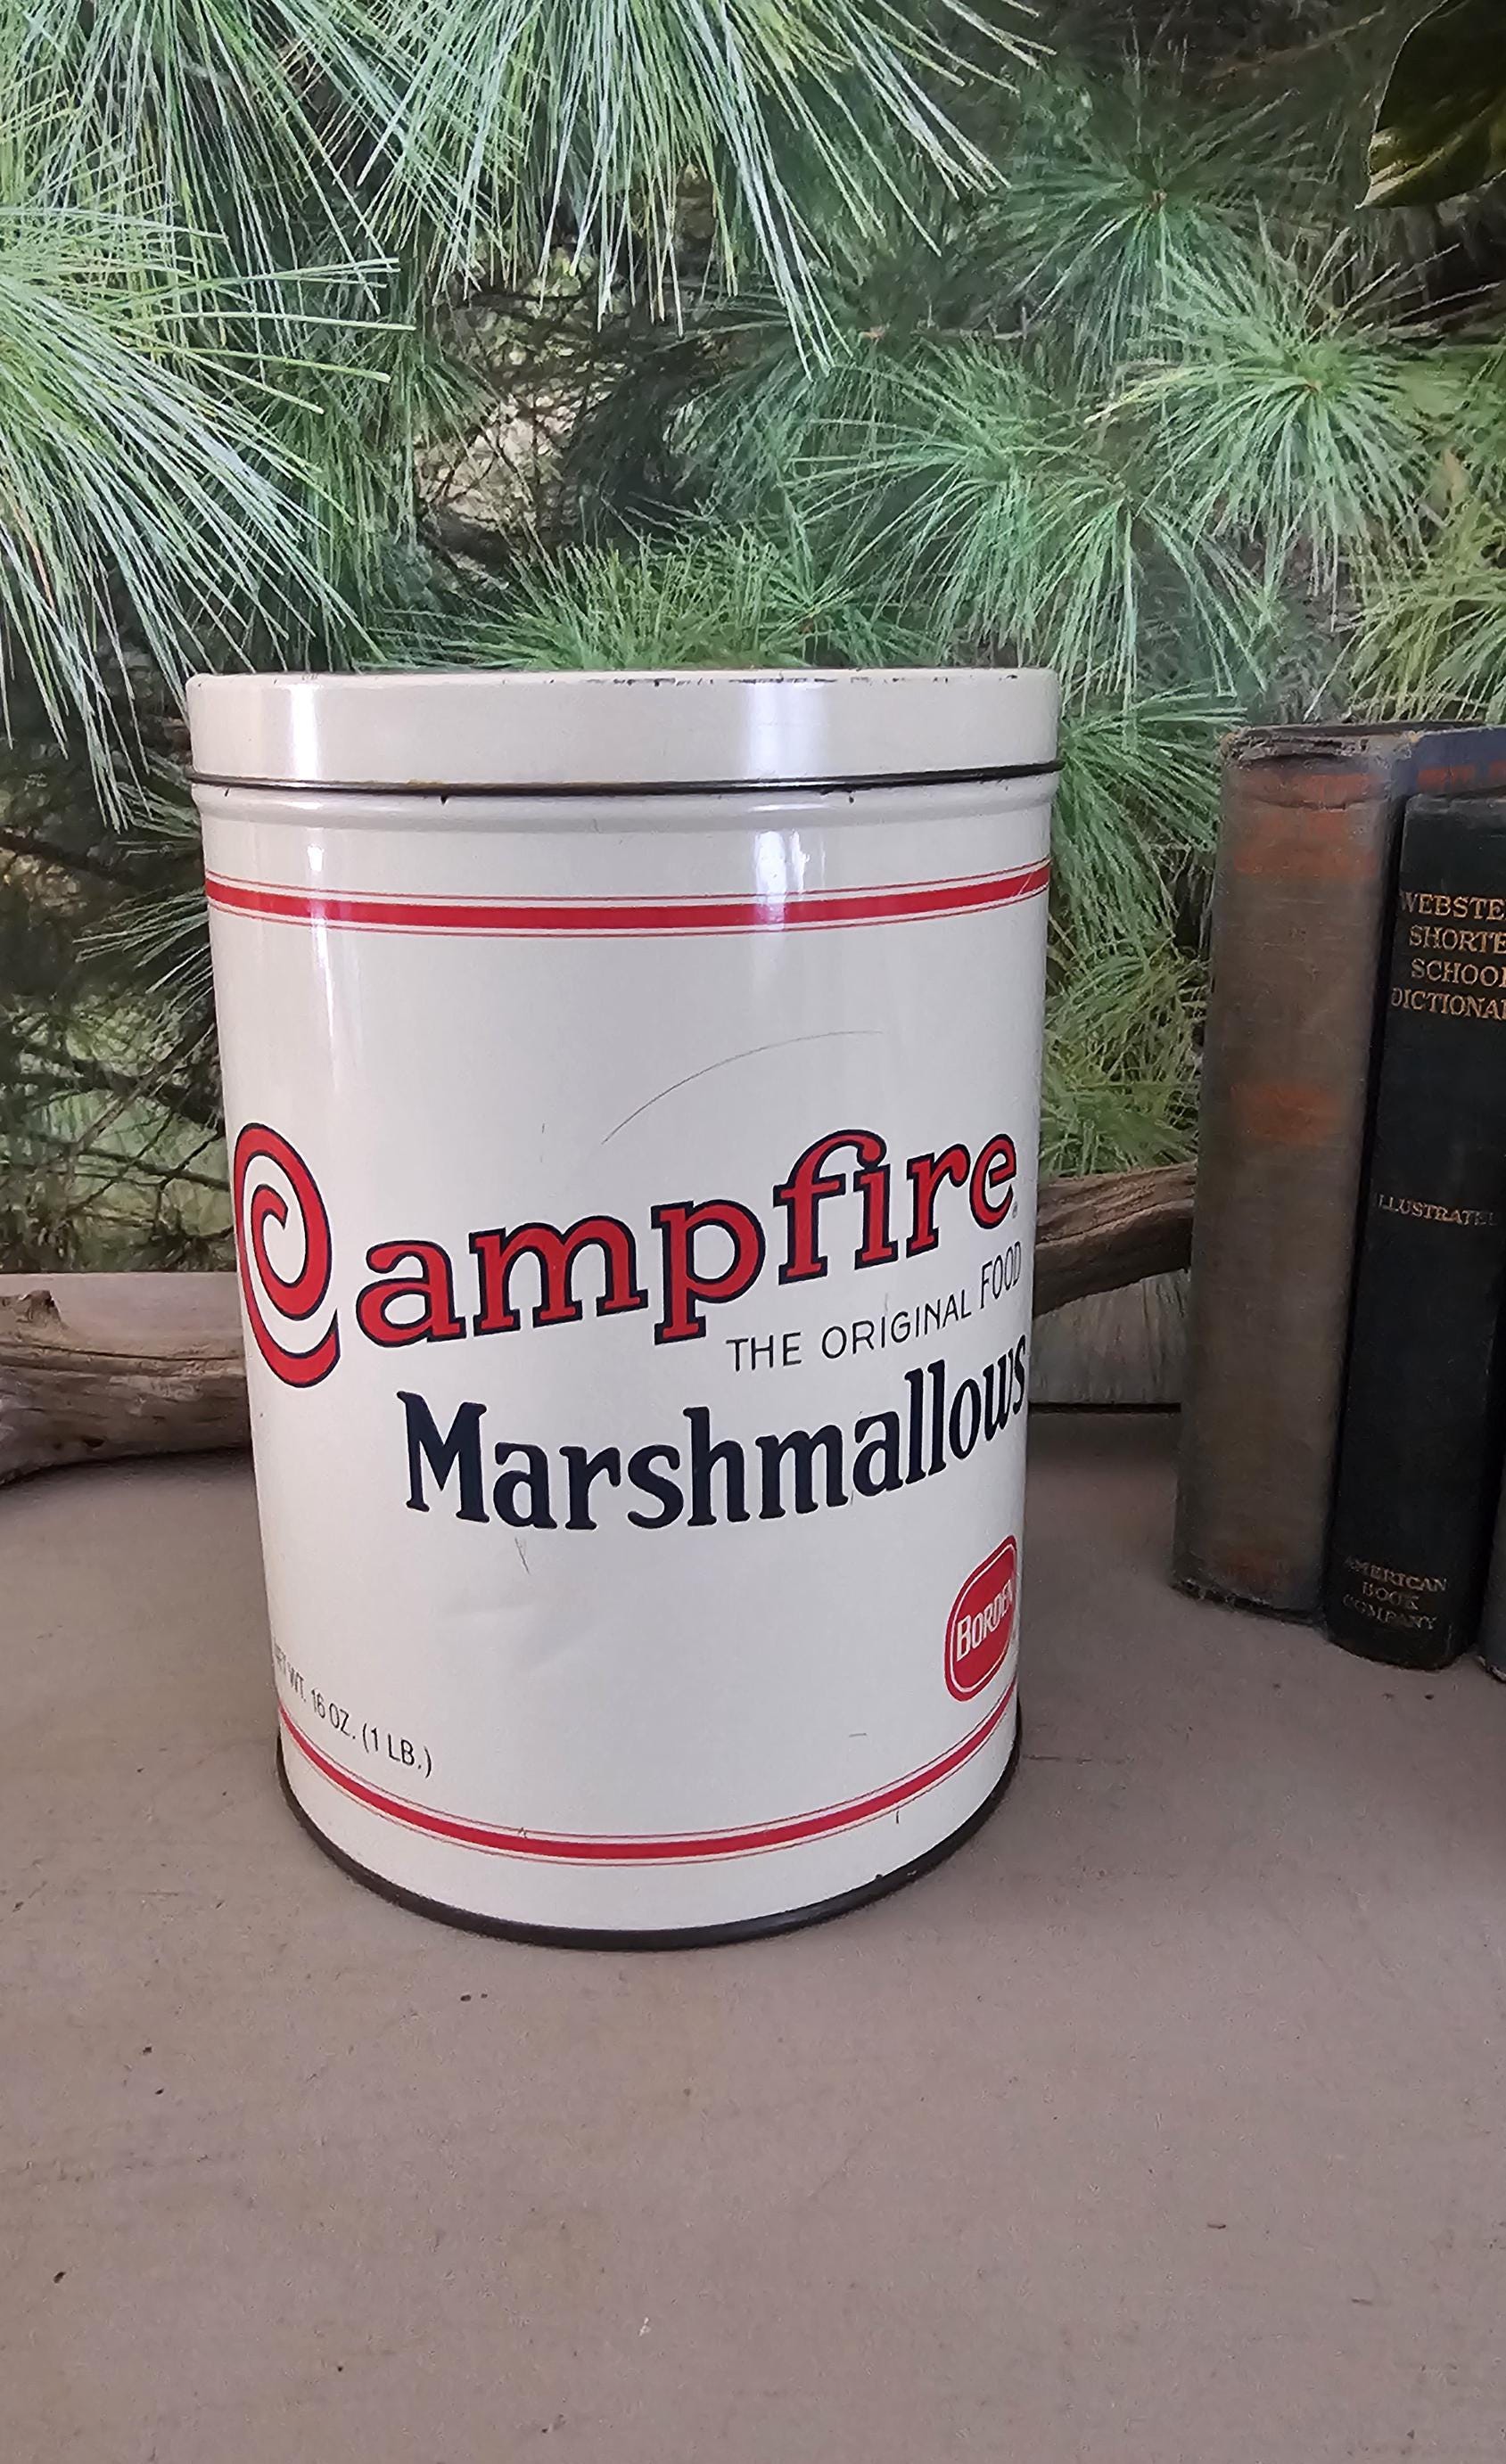 Campfire®
THE ORIGINAL FOOD
Marshmallows
BORDEN
NET WT. 16 OZ. (1 LB.)
WEBSTE
SHORTE
SCHOO
DICTIONA
ILLUSTRATE
AMERICAN
BOOK
COMPANY